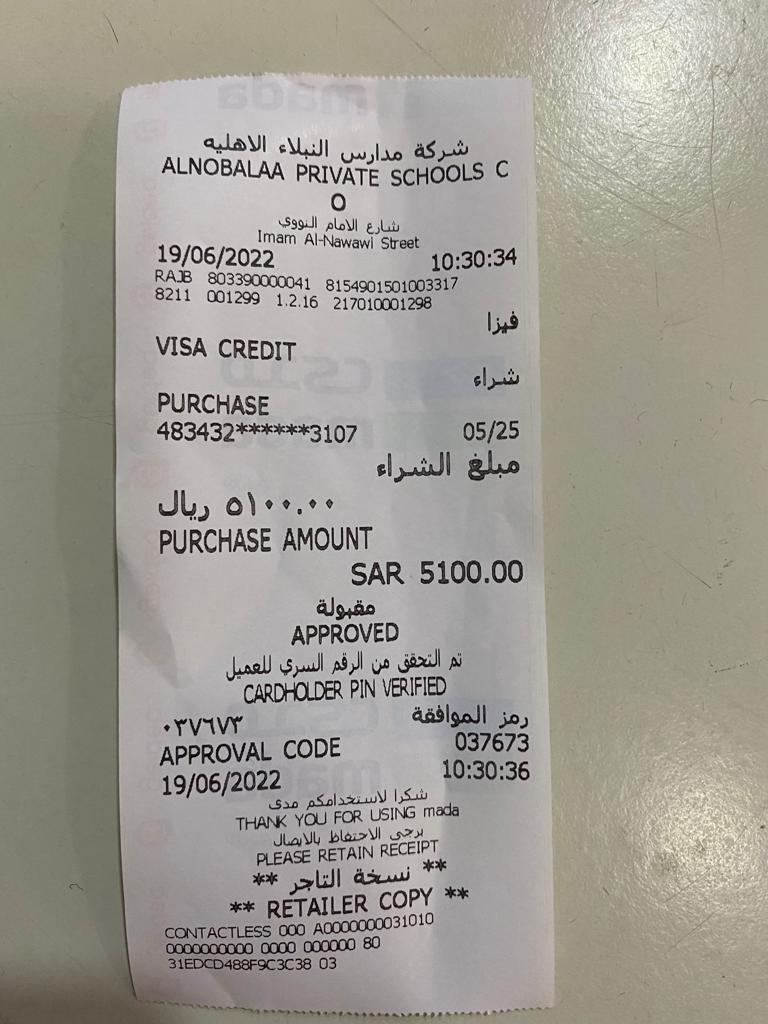 شركة مدارس النبلاء الاهليه
ALNOBALAA PRIVATE SCHOOLS C
O
شارع الامام النووي
Imam Al-Nawawi Street
19/06/2022 10:30:34
RAJB 803390000041 8154901501003317
8211 001299 1.2.16 217010001298
فيزا
VISA CREDIT
شراء
PURCHASE
483432******3107 05/25
مبلغ الشراء
٥١٠٠.٠٠ ريال
PURCHASE AMOUNT
SAR 5100.00
مقبولة
APPROVED
تم التحقق من الرقم السري للعميل
CARDHOLDER PIN VERIFIED
رمز الموافقة ٠٣٧٦٧٣
APPROVAL CODE 037673
19/06/2022 10:30:36
شكرا لاستخدامكم مدى
THANK YOU FOR USING mada
يرجى الاحتفاظ بالايصال
PLEASE RETAIN RECEIPT
** نسخة التاجر **
** RETAILER COPY **
CONTACTLESS 000 A0000000031010
0000000000 0000 000000 80
31EDCD488F9C3C38 03